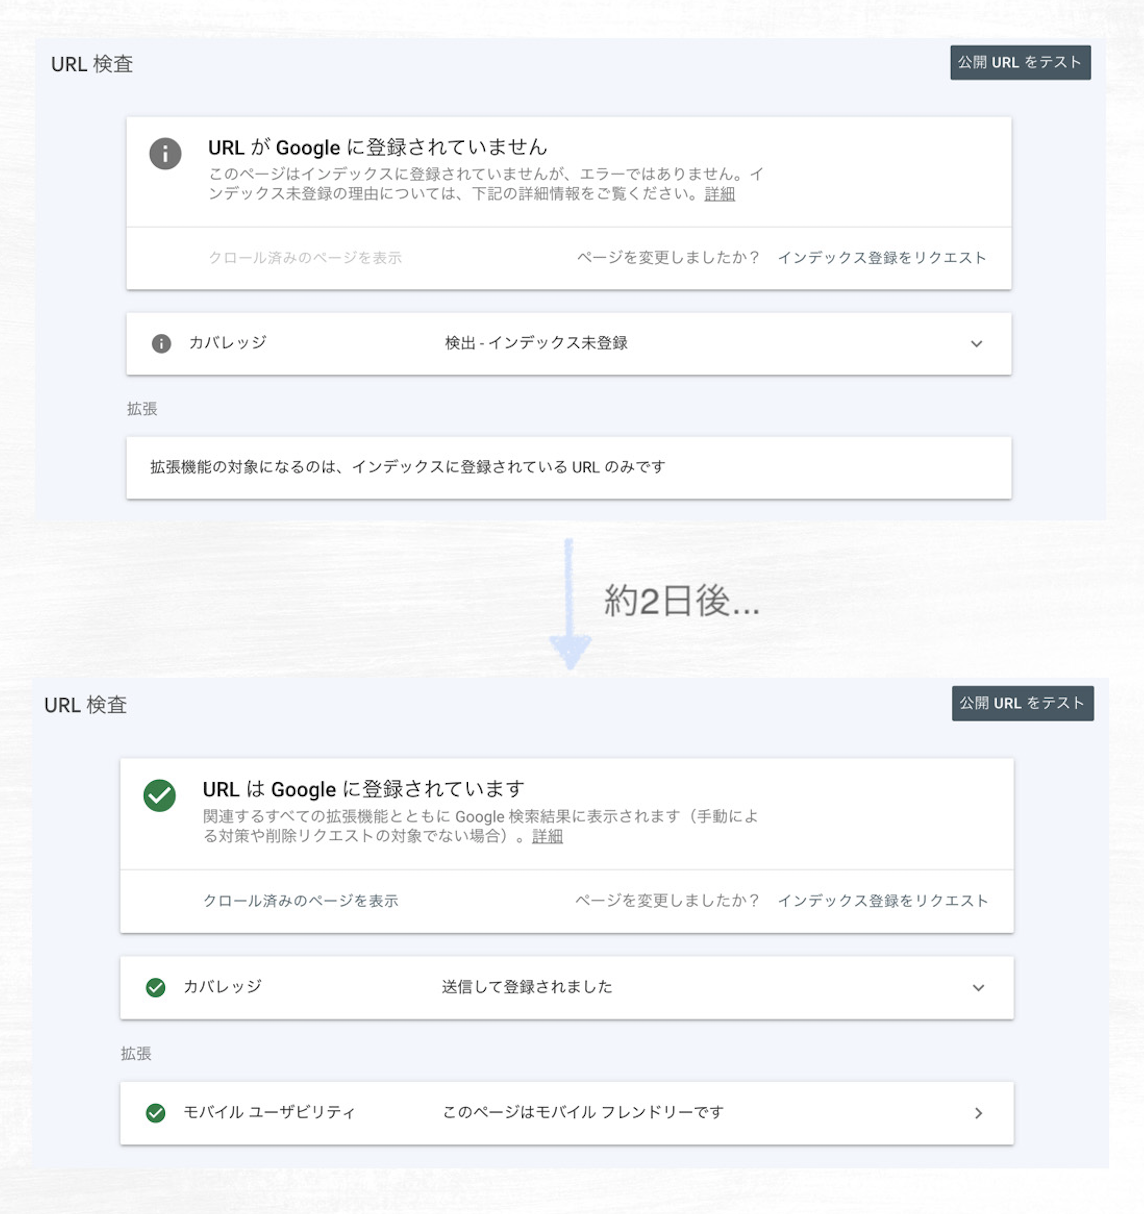 URL 検査
公開 URL をテスト
URL が Google に登録されていません
このページはインデックスに登録されていませんが、エラーではありません。イ
ンデックス未登録の理由については、下記の詳細情報をご覧ください。詳細
クロール済みのページを表示
ページを変更しましたか？ インデックス登録をリクエスト
カバレッジ
検出 - インデックス未登録
拡張
拡張機能の対象になるのは、インデックスに登録されている URL のみです
約2日後...
URL 検査
公開 URL をテスト
URL は Google に登録されています
関連するすべての拡張機能とともに Google 検索結果に表示されます（手動によ
る対策や削除リクエストの対象でない場合）。詳細
クロール済みのページを表示
ページを変更しましたか？ インデックス登録をリクエスト
カバレッジ
送信して登録されました
拡張
モバイル ユーザビリティ
このページはモバイル フレンドリーです